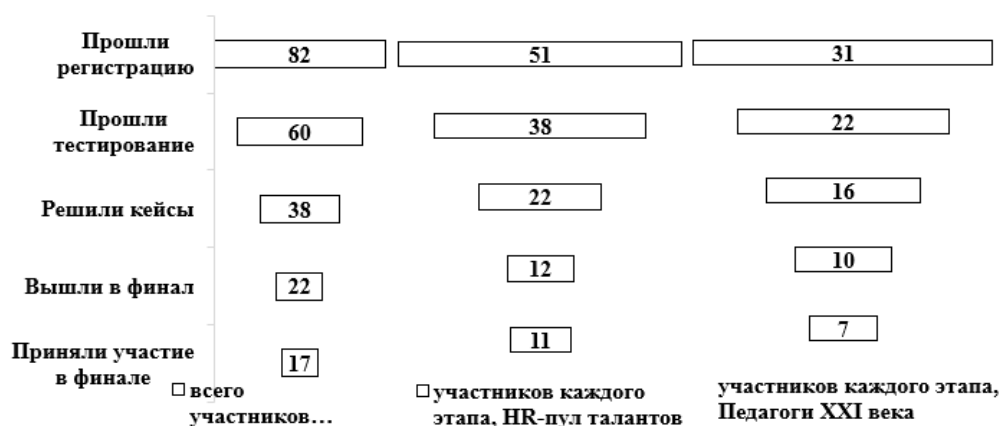 Прошли
регистрацию
82
51
31
Прошли
тестирование
60
38
22
Решили кейсы
38
22
16
Вышли в финал
22
12
10
Приняли участие
в финале
17
11
7
всего
участников...
участников каждого
этапа, HR-пул талантов
участников каждого этапа,
Педагоги XXI века